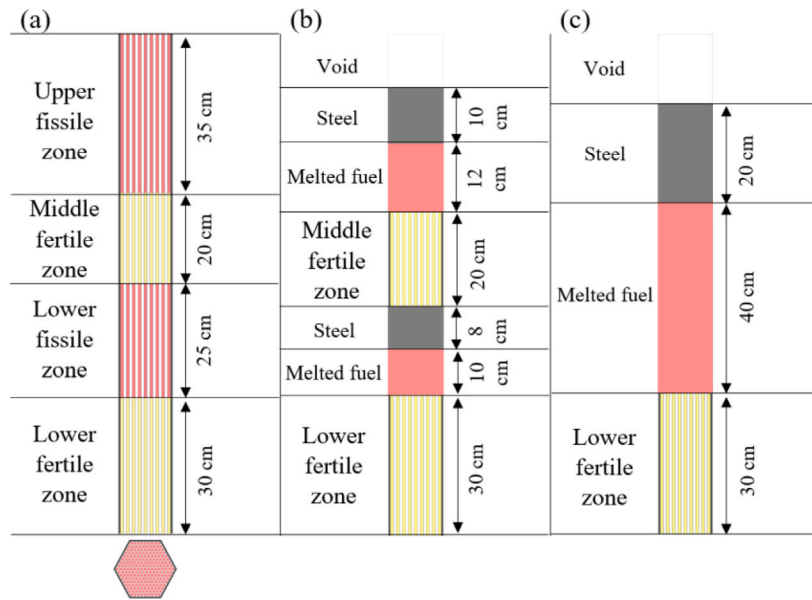 (a)
Upper
fissile
zone
35 cm
Middle
fertile
zone
20 cm
Lower
fissile
zone
25 cm
Lower
fertile
zone
30 cm
(b)
Void
Steel
10
cm
Melted fuel
12
cm
Middle
fertile
zone
20 cm
Steel
8
cm
Melted fuel
10
cm
Lower
fertile
zone
30 cm
(c)
Void
Steel
20 cm
Melted fuel
40 cm
Lower
fertile
zone
30 cm